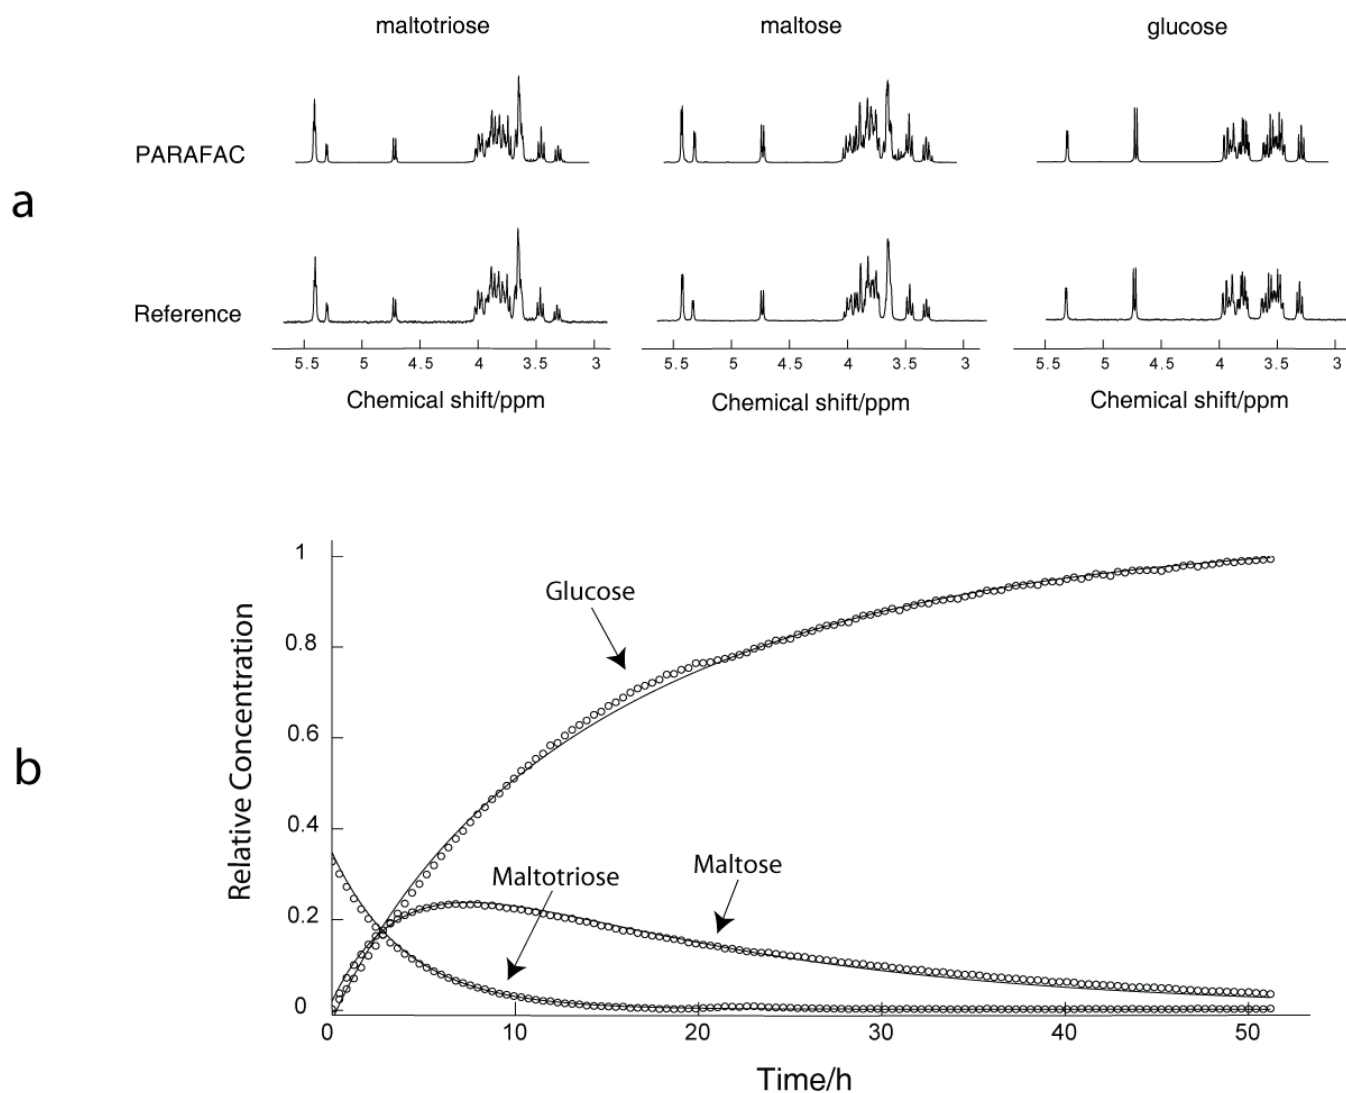 maltotriose maltose glucose
PARAFAC
a
Reference
5.5 5 4.5 4 3.5 3 5.5 5 4.5 4 3.5 3 5.5 5 4.5 4 3.5 3
Chemical shift/ppm Chemical shift/ppm Chemical shift/ppm
1
Glucose
0.8
Relative Concentration
0.6
b
0.4
Maltose
Maltotriose
0.2
0
0 10 20 30 40 50
Time/h